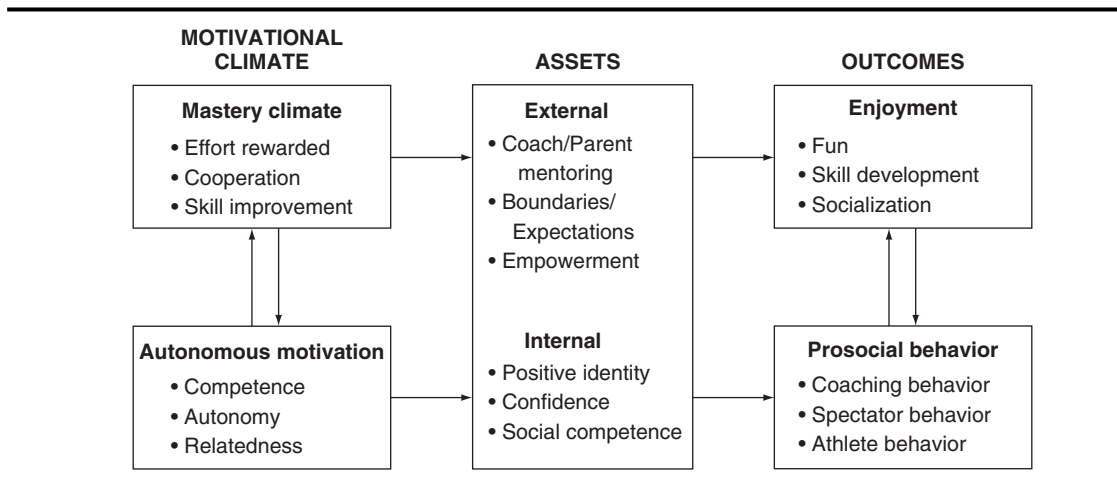 MOTIVATIONAL
CLIMATE
Mastery climate
• Effort rewarded
• Cooperation
• Skill improvement
Autonomous motivation
• Competence
• Autonomy
• Relatedness
ASSETS
External
• Coach/Parent
mentoring
• Boundaries/
Expectations
• Empowerment
Internal
• Positive identity
• Confidence
• Social competence
OUTCOMES
Enjoyment
• Fun
• Skill development
• Socialization
Prosocial behavior
• Coaching behavior
• Spectator behavior
• Athlete behavior